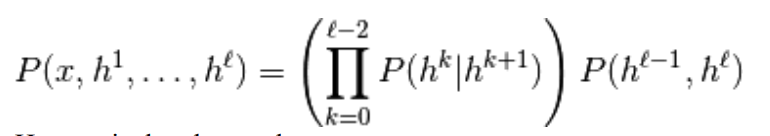 P(x, h^1, . . . , h^ℓ) = (∏_{k=0}^{ℓ−2} P(h^k|h^{k+1})) P(h^{ℓ−1}, h^ℓ)